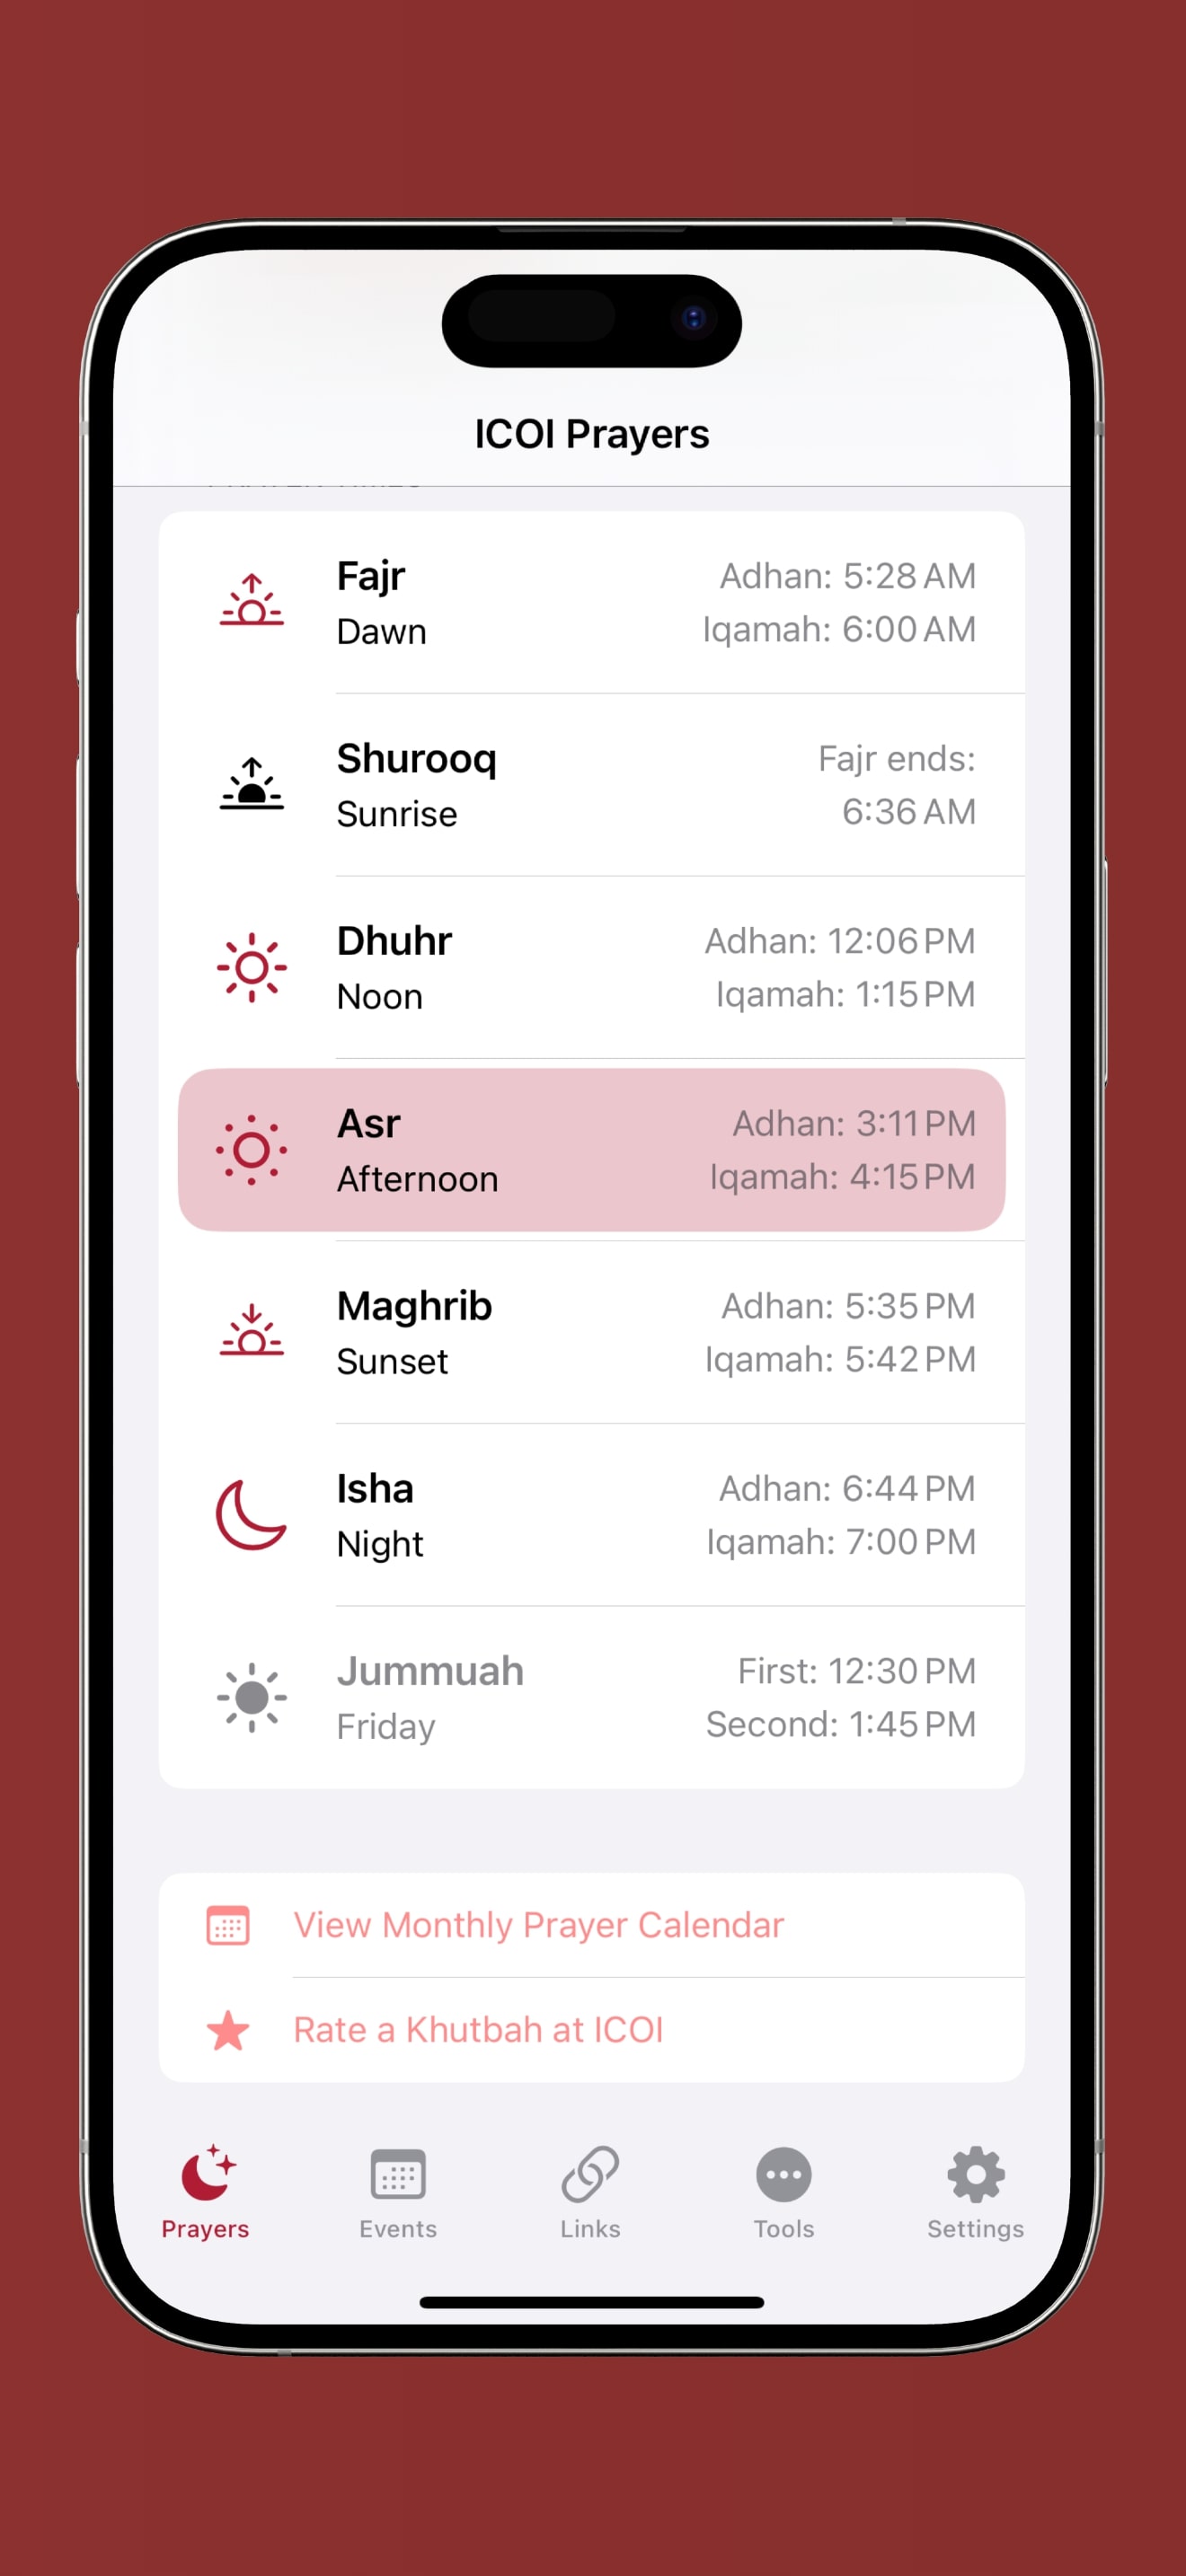 ICOI Prayers
Fajr
Dawn
Adhan: 5:28 AM
Iqamah: 6:00 AM
Shurooq
Sunrise
Fajr ends:
6:36 AM
Dhuhr
Noon
Adhan: 12:06 PM
Iqamah: 1:15 PM
Asr
Afternoon
Adhan: 3:11 PM
Iqamah: 4:15 PM
Maghrib
Sunset
Adhan: 5:35 PM
Iqamah: 5:42 PM
Isha
Night
Adhan: 6:44 PM
Iqamah: 7:00 PM
Jummuah
Friday
First: 12:30 PM
Second: 1:45 PM
View Monthly Prayer Calendar
Rate a Khutbah at ICOI
Prayers
Events
Links
Tools
Settings